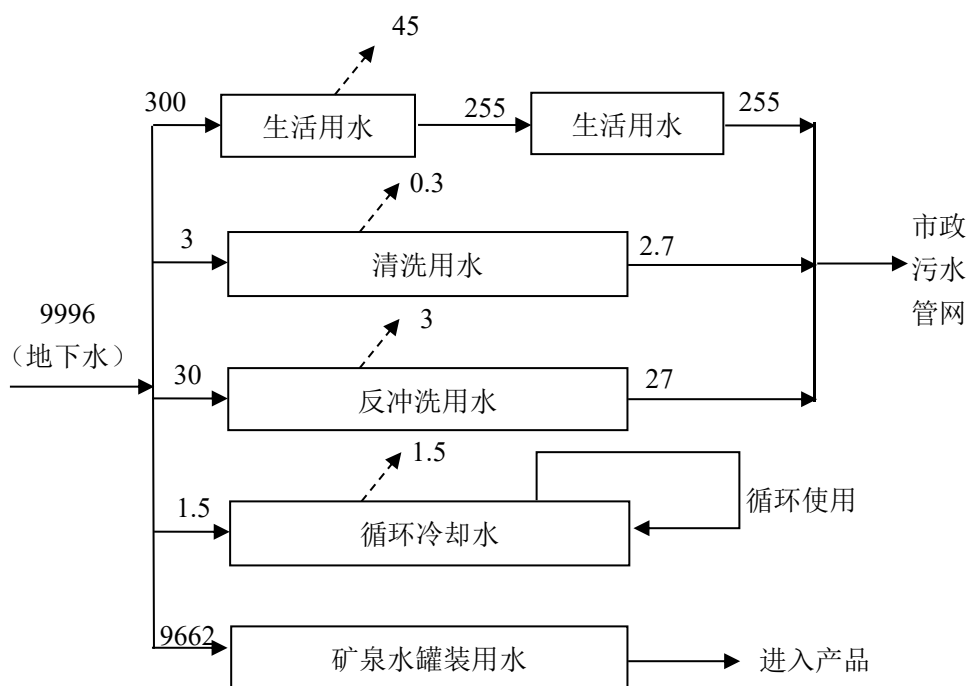 45
300
生活用水
255
生活用水
255
0.3
3
清洗用水
2.7
市政
污水
管网
9996
（地下水）
3
30
反冲洗用水
27
1.5
1.5
循环冷却水
循环使用
9662
矿泉水罐装用水
进入产品